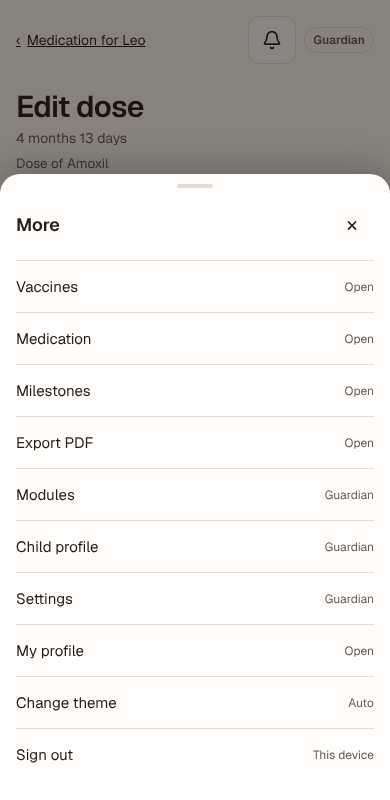 ‹ Medication for Leo
Guardian
Edit dose
4 months 13 days
Dose of Amoxil
More
×
Vaccines Open
Medication Open
Milestones Open
Export PDF Open
Modules Guardian
Child profile Guardian
Settings Guardian
My profile Open
Change theme Auto
Sign out This device